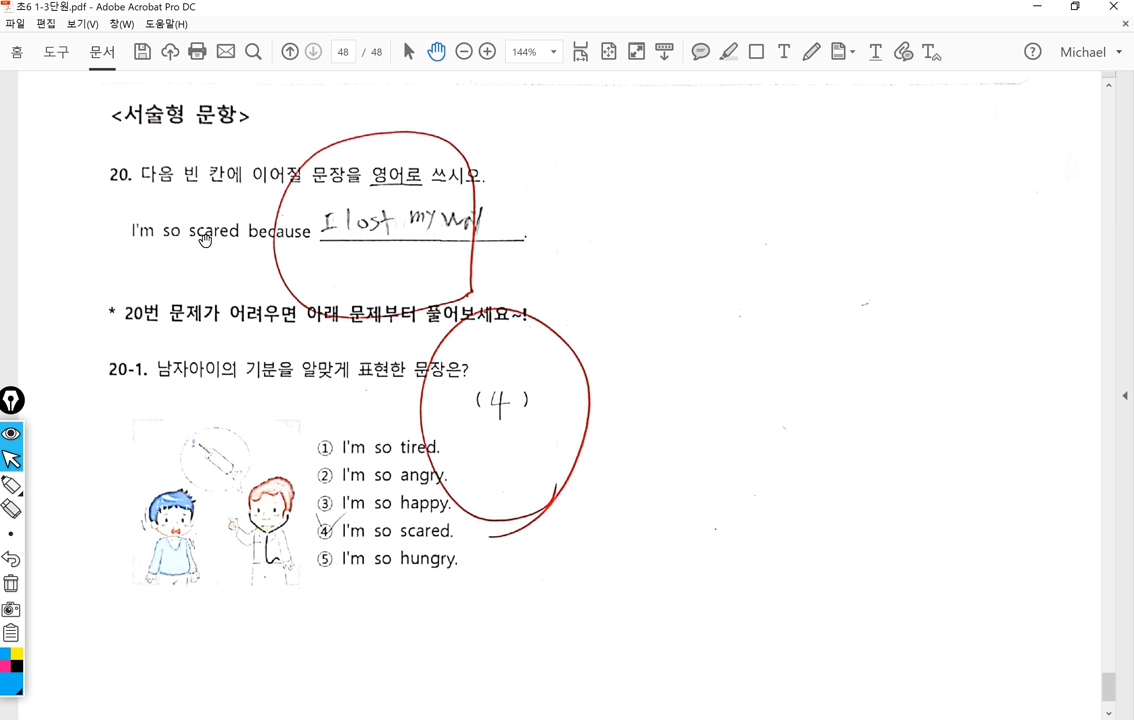 초6 1-3단원.pdf - Adobe Acrobat Pro DC
파일 편집 보기(V) 창(W) 도움말(H)
홈 도구 문서 48 / 48 144% Michael
<서술형 문항>
20. 다음 빈 칸에 이어질 문장을 영어로 쓰시오.
I'm so scared because I lost my way.
* 20번 문제가 어려우면 아래 문제부터 풀어보세요~!
20-1. 남자아이의 기분을 알맞게 표현한 문장은?
( 4 )
① I'm so tired.
② I'm so angry.
③ I'm so happy.
④ I'm so scared.
⑤ I'm so hungry.